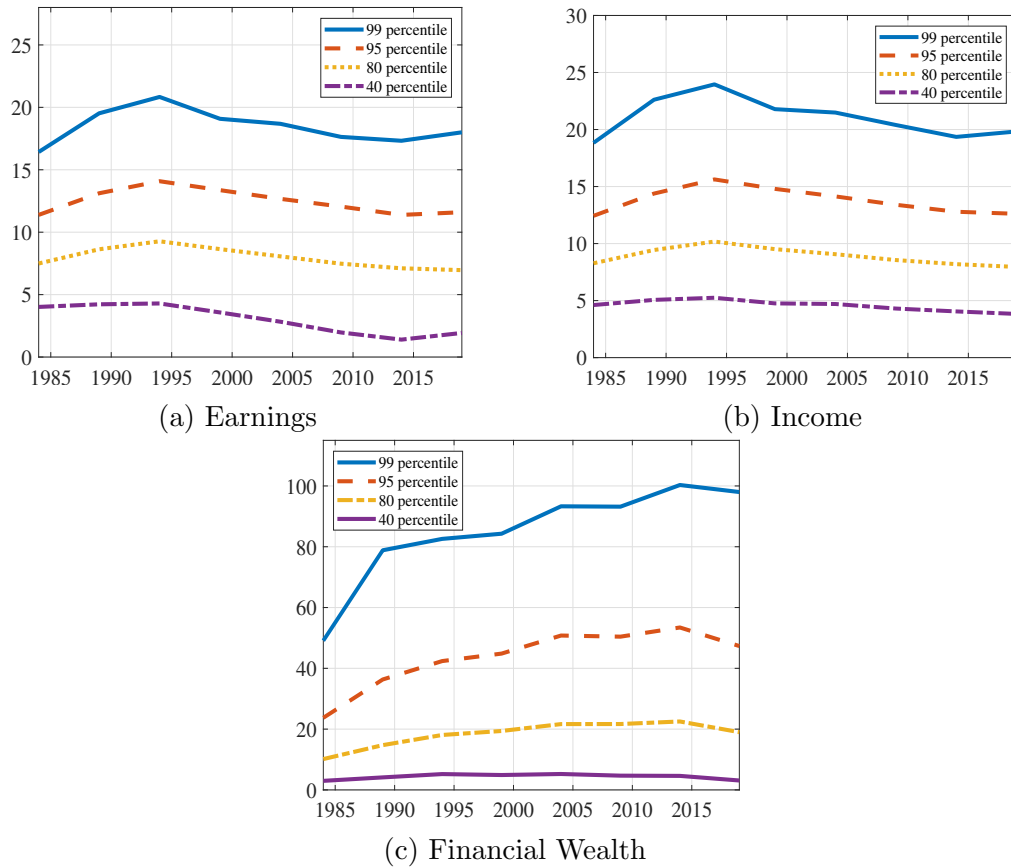 25
20
15
10
5
0
1985 1990 1995 2000 2005 2010 2015
99 percentile
95 percentile
80 percentile
40 percentile
(a) Earnings
30
25
20
15
10
5
0
1985 1990 1995 2000 2005 2010 2015
99 percentile
95 percentile
80 percentile
40 percentile
(b) Income
100
80
60
40
20
0
1985 1990 1995 2000 2005 2010 2015
99 percentile
95 percentile
80 percentile
40 percentile
(c) Financial Wealth